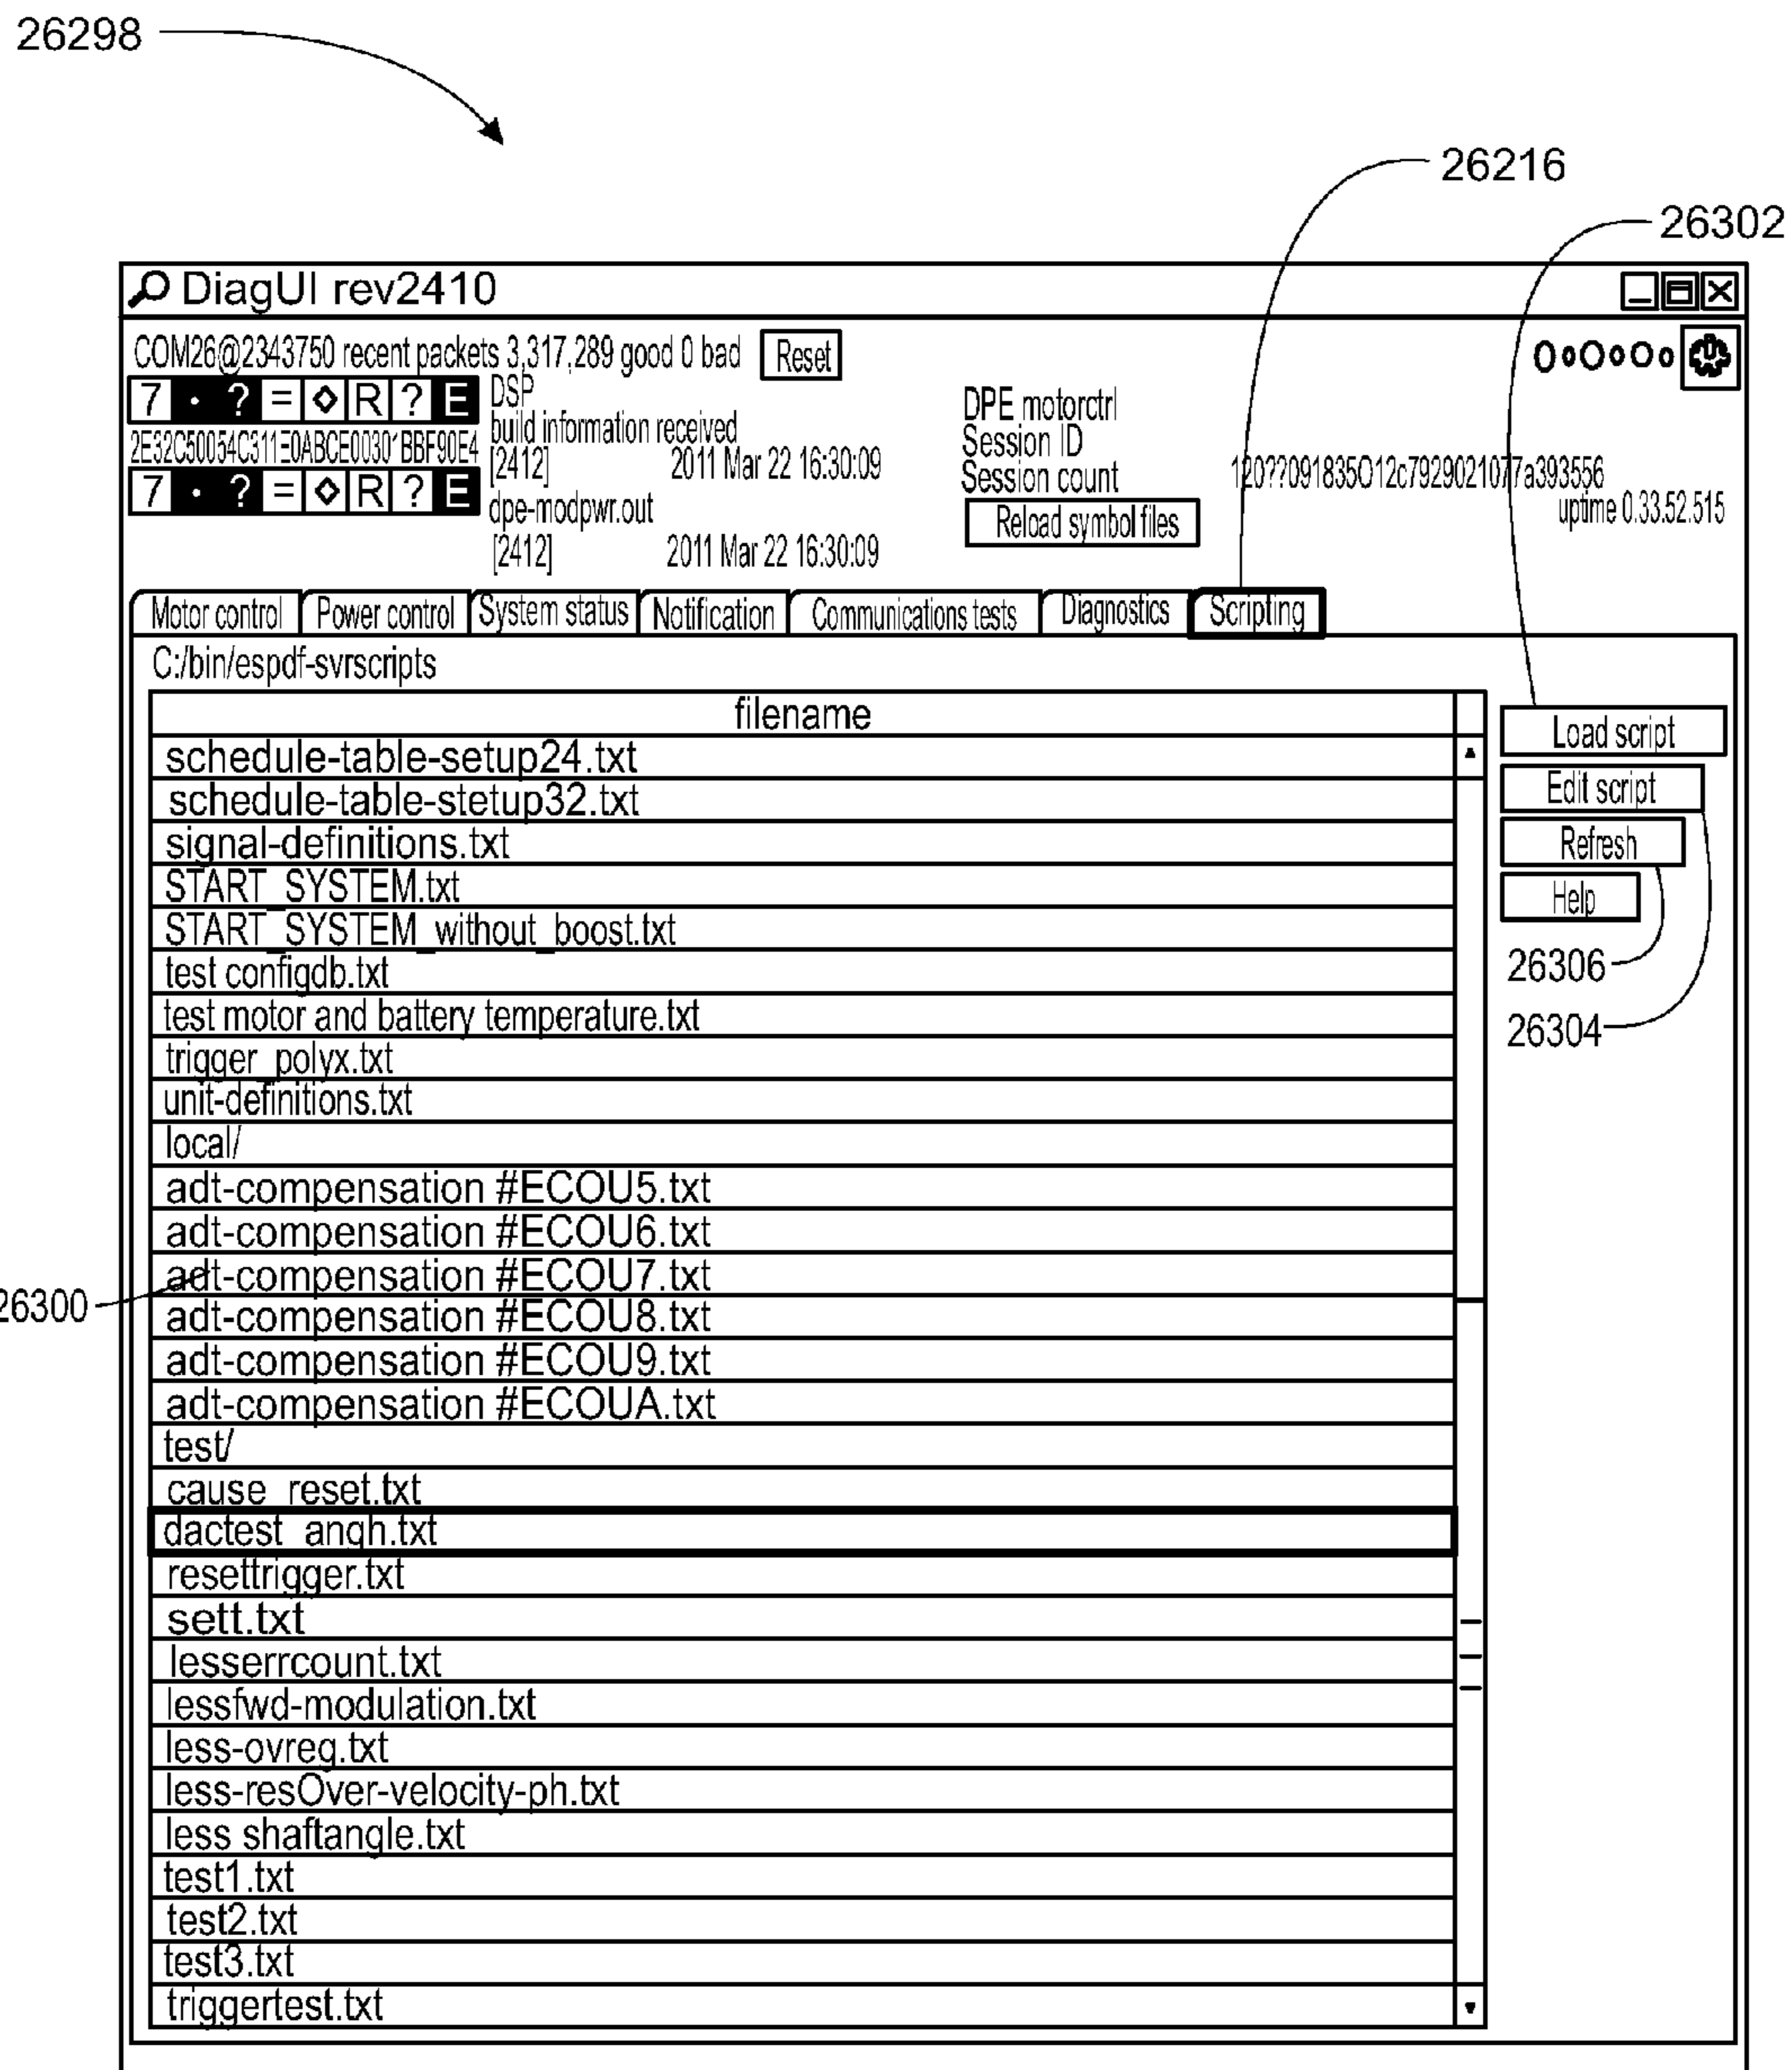 26298
26216
26302
DiagUI rev2410
COM26@2343750 recent packets 3,317,289 good 0 bad Reset
7 · ? = ◇ R ? E
2E32C50054C311E0ABCE00301BBF90E4
7 · ? = ◇ R ? E
DSP
build information received
[2412] 2011 Mar 22 16:30:09
dpe-modpwr.out
[2412] 2011 Mar 22 16:30:09
DPE motorctrl
Session ID
Session count 120??091835O12c7929021077a393556
uptime 0.33.52.515
Reload symbol files
Motor control Power control System status Notification Communications tests Diagnostics Scripting
C:/bin/espdf-svrscripts
filename
schedule-table-setup24.txt
schedule-table-stetup32.txt
signal-definitions.txt
START_SYSTEM.txt
START_SYSTEM_without_boost.txt
test configdb.txt
test motor and battery temperature.txt
trigger_polyx.txt
unit-definitions.txt
local/
adt-compensation #ECOU5.txt
adt-compensation #ECOU6.txt
adt-compensation #ECOU7.txt
adt-compensation #ECOU8.txt
adt-compensation #ECOU9.txt
adt-compensation #ECOUA.txt
test/
cause_reset.txt
dactest_anqh.txt
resettrigger.txt
sett.txt
lesserrcount.txt
lessfwd-modulation.txt
less-ovreg.txt
less-resOver-velocity-ph.txt
less shaftangle.txt
test1.txt
test2.txt
test3.txt
triggertest.txt
Load script
Edit script
Refresh
Help
26306
26304
26300